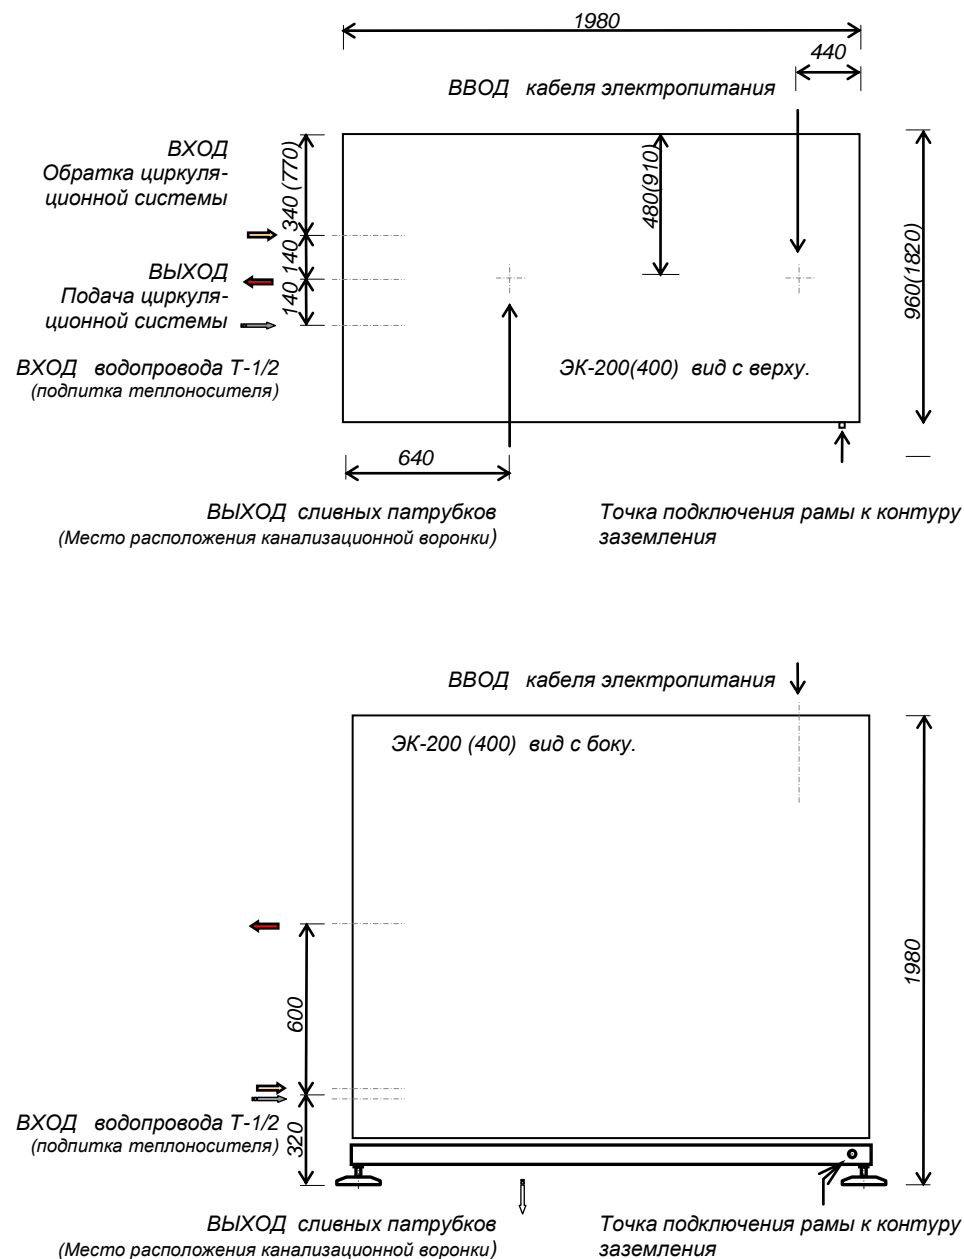 1980
440
ВВОД кабеля электропитания
ВХОД
Обратка циркуля-
ционной системы
340 (770)
480(910)
960(1820)
140
ВЫХОД
Подача циркуля-
ционной системы
140
ВХОД водопровода Т-1/2
(подпитка теплоносителя)
ЭК-200(400) вид с верху.
640
ВЫХОД сливных патрубков
(Место расположения канализационной воронки)
Точка подключения рамы к контуру
заземления
ВВОД кабеля электропитания
ЭК-200 (400) вид с боку.
1980
600
ВХОД водопровода Т-1/2
(подпитка теплоносителя)
320
ВЫХОД сливных патрубков
(Место расположения канализационной воронки)
Точка подключения рамы к контуру
заземления